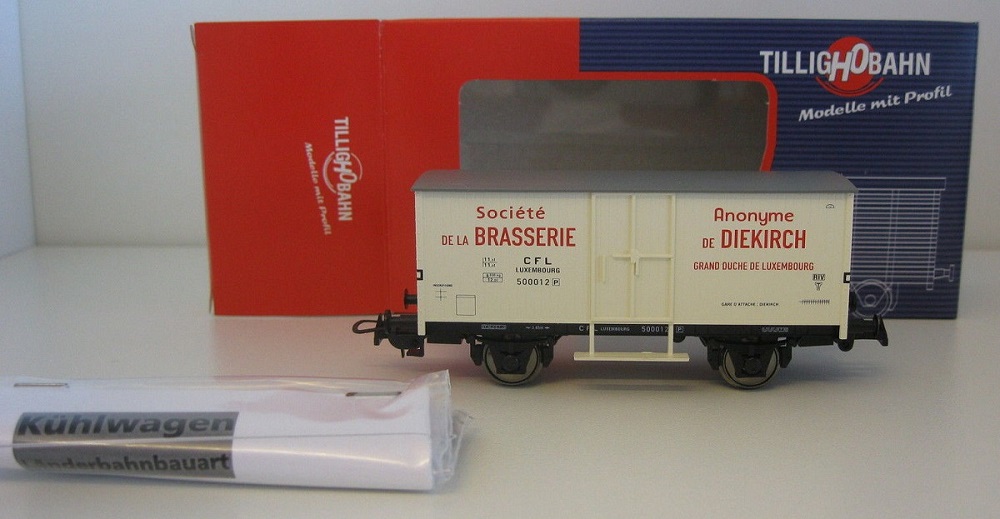 TILLIGHOBAHN
Modelle mit Profil
TILLIGHOBAHN
Modelle mit Profil
Société
DE LA BRASSERIE
Anonyme
DE DIEKIRCH
GRAND DUCHE DE LUXEMBOURG
CFL
LUXEMBOURG
500012 P
RIV
GARE D'ATTACHE : DIEKIRCH
CFL LUXEMBOURG 500012 P
Kühlwagen
Länderbahnbauart